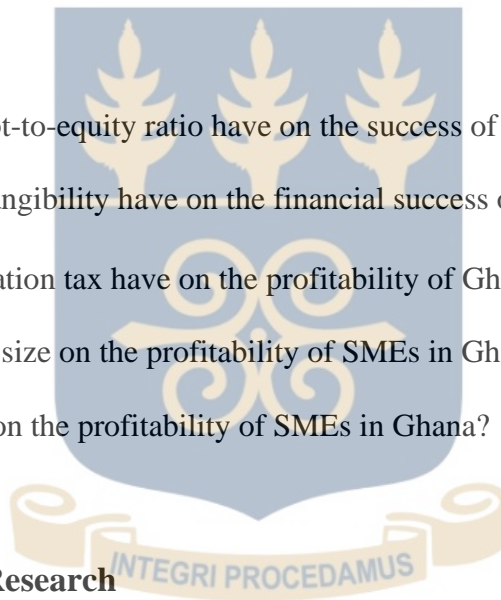 ot-to-equity ratio have on the success of
angibility have on the financial success o
ation tax have on the profitability of Gh
size on the profitability of SMEs in Gh
on the profitability of SMEs in Ghana?
Research
INTEGRI PROCEDAMUS